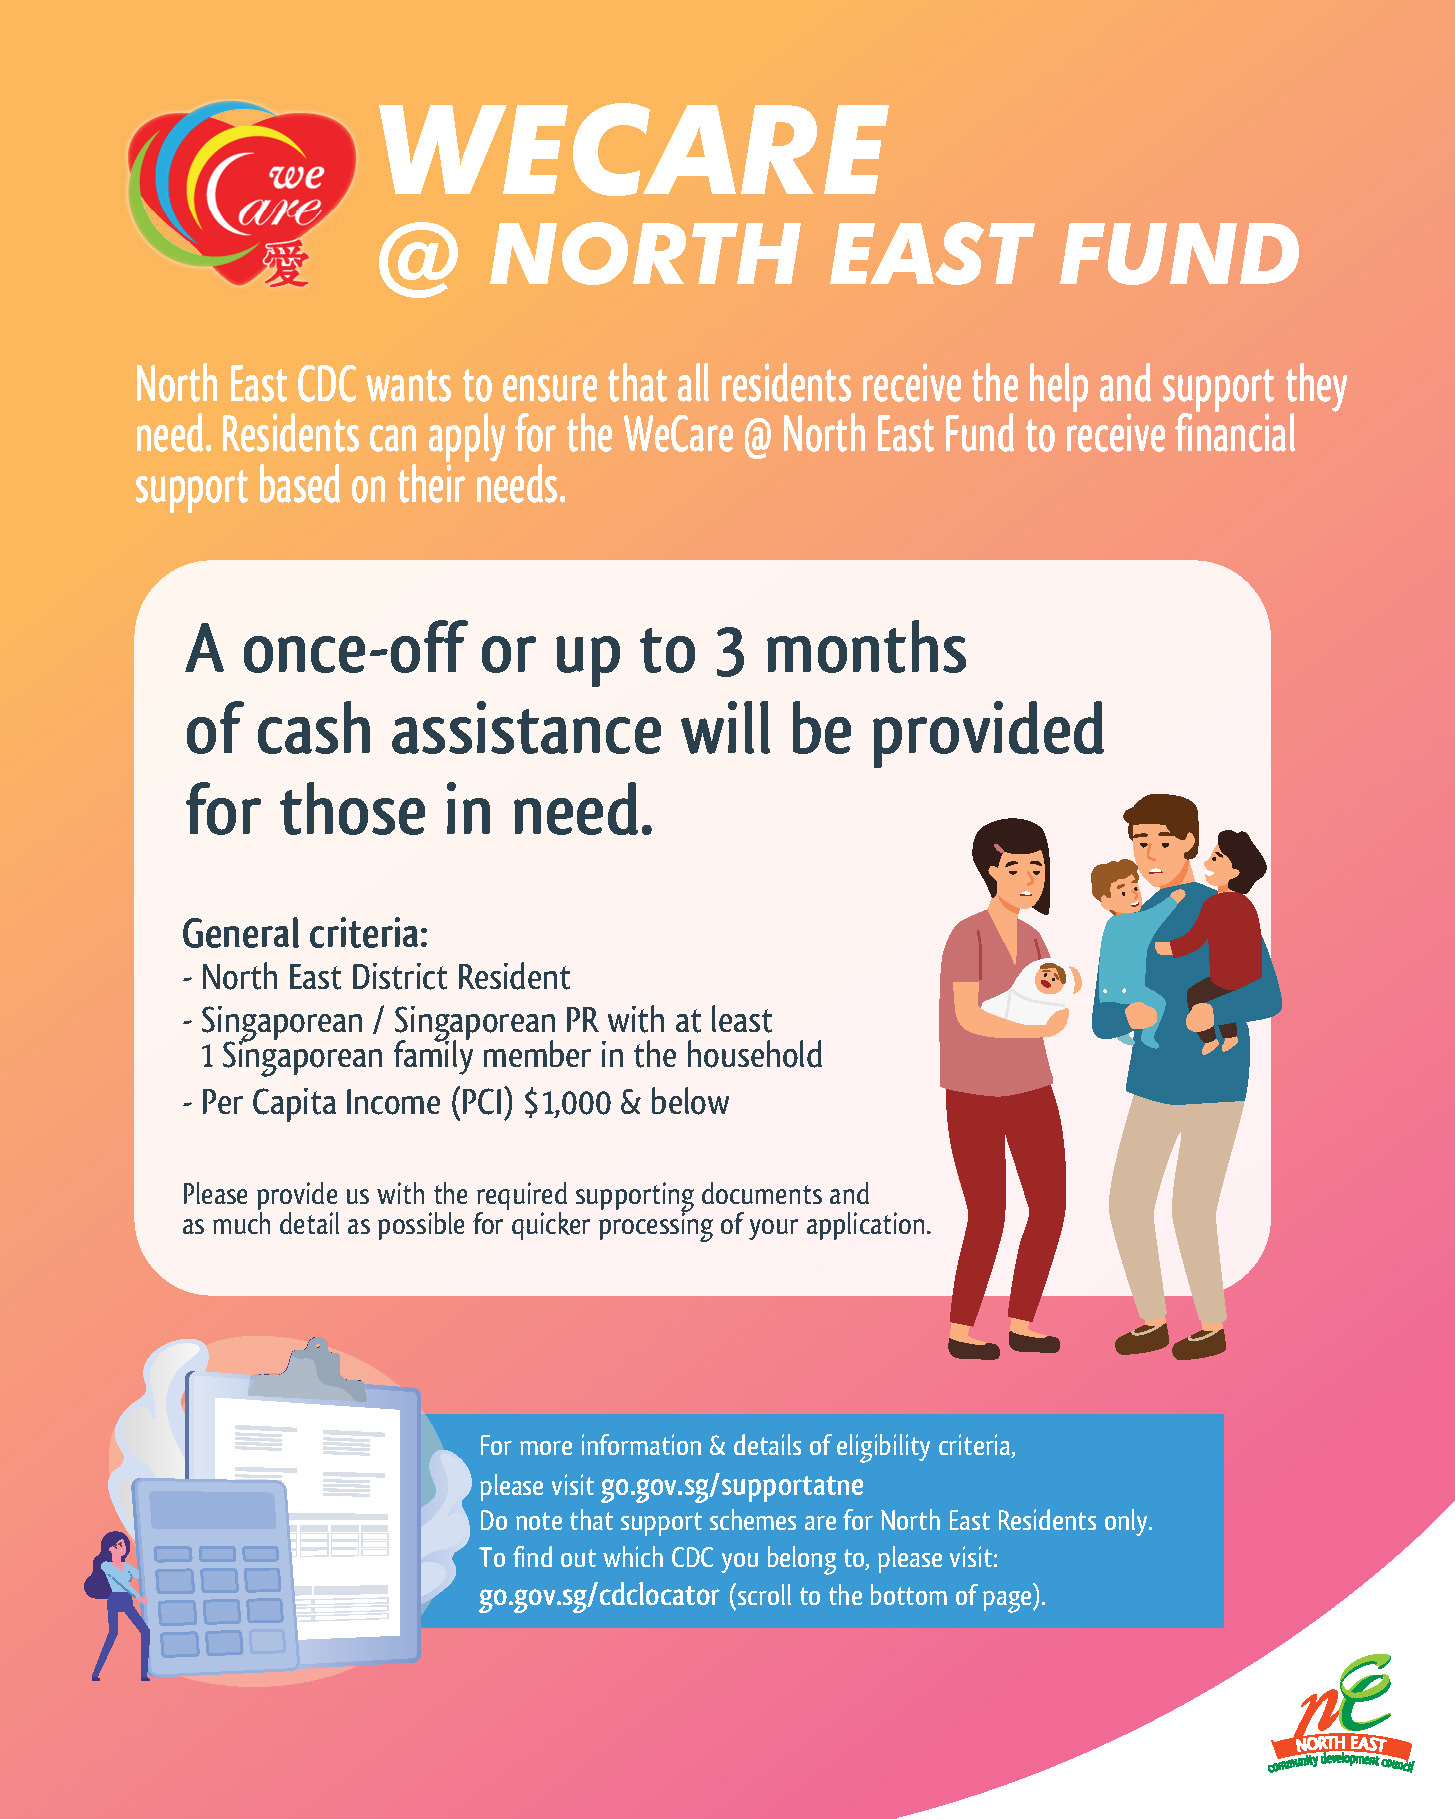 we
Care
愛
WECARE
@ NORTH EAST FUND
North East CDC wants to ensure that all residents receive the help and support they
need. Residents can apply for the WeCare @ North East Fund to receive financial
support based on their needs.
A once-off or up to 3 months
of cash assistance will be provided
for those in need.
General criteria:
- North East District Resident
- Singaporean / Singaporean PR with at least
1 Singaporean family member in the household
- Per Capita Income (PCI) $1,000 & below
Please provide us with the required supporting documents and
as much detail as possible for quicker processing of your application.
For more information & details of eligibility criteria,
please visit go.gov.sg/supportatne
Do note that support schemes are for North East Residents only.
To find out which CDC you belong to, please visit:
go.gov.sg/cdclocator (scroll to the bottom of page).
nE
NORTH EAST
community development council